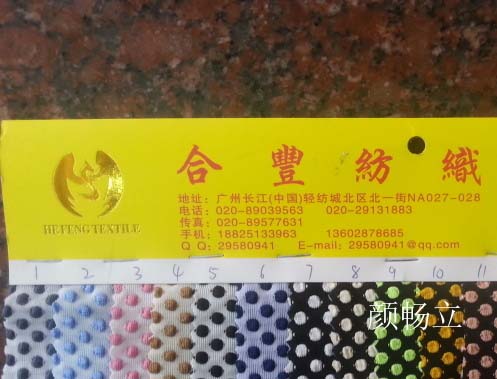 合豐紡織
HEFENG TEXTILE
地址：广州长江(中国)轻纺城北区北一街NA027-028
电话：020-89039563 020-29131883
传真：020-89577631
手机：18825133963 13602878685
Q Q：29580941 E-mail：29580941@qq.com
1 2 3 4 5 6 7 8 9 10 11
颜畅立